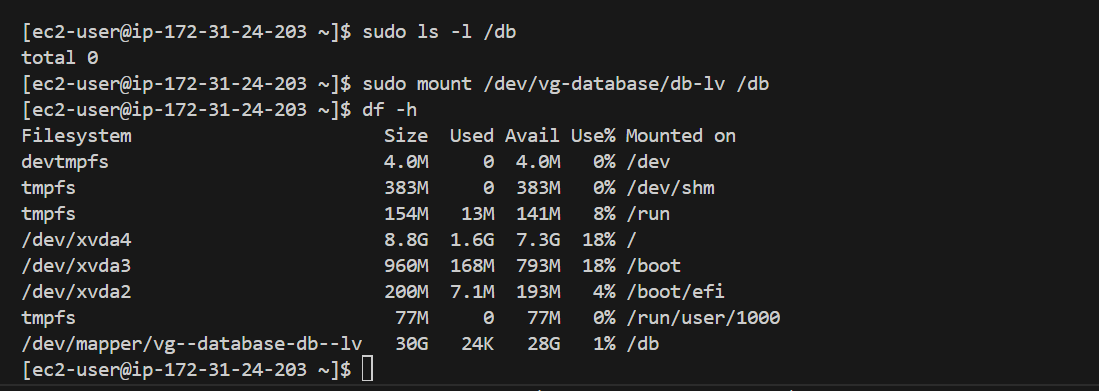 [ec2-user@ip-172-31-24-203 ~]$ sudo ls -l /db
total 0
[ec2-user@ip-172-31-24-203 ~]$ sudo mount /dev/vg-database/db-lv /db
[ec2-user@ip-172-31-24-203 ~]$ df -h
Filesystem                       Size  Used Avail Use% Mounted on
devtmpfs                         4.0M     0  4.0M   0% /dev
tmpfs                            383M     0  383M   0% /dev/shm
tmpfs                            154M   13M  141M   8% /run
/dev/xvda4                       8.8G  1.6G  7.3G  18% /
/dev/xvda3                       960M  168M  793M  18% /boot
/dev/xvda2                       200M  7.1M  193M   4% /boot/efi
tmpfs                             77M     0   77M   0% /run/user/1000
/dev/mapper/vg--database-db--lv   30G   24K   28G   1% /db
[ec2-user@ip-172-31-24-203 ~]$